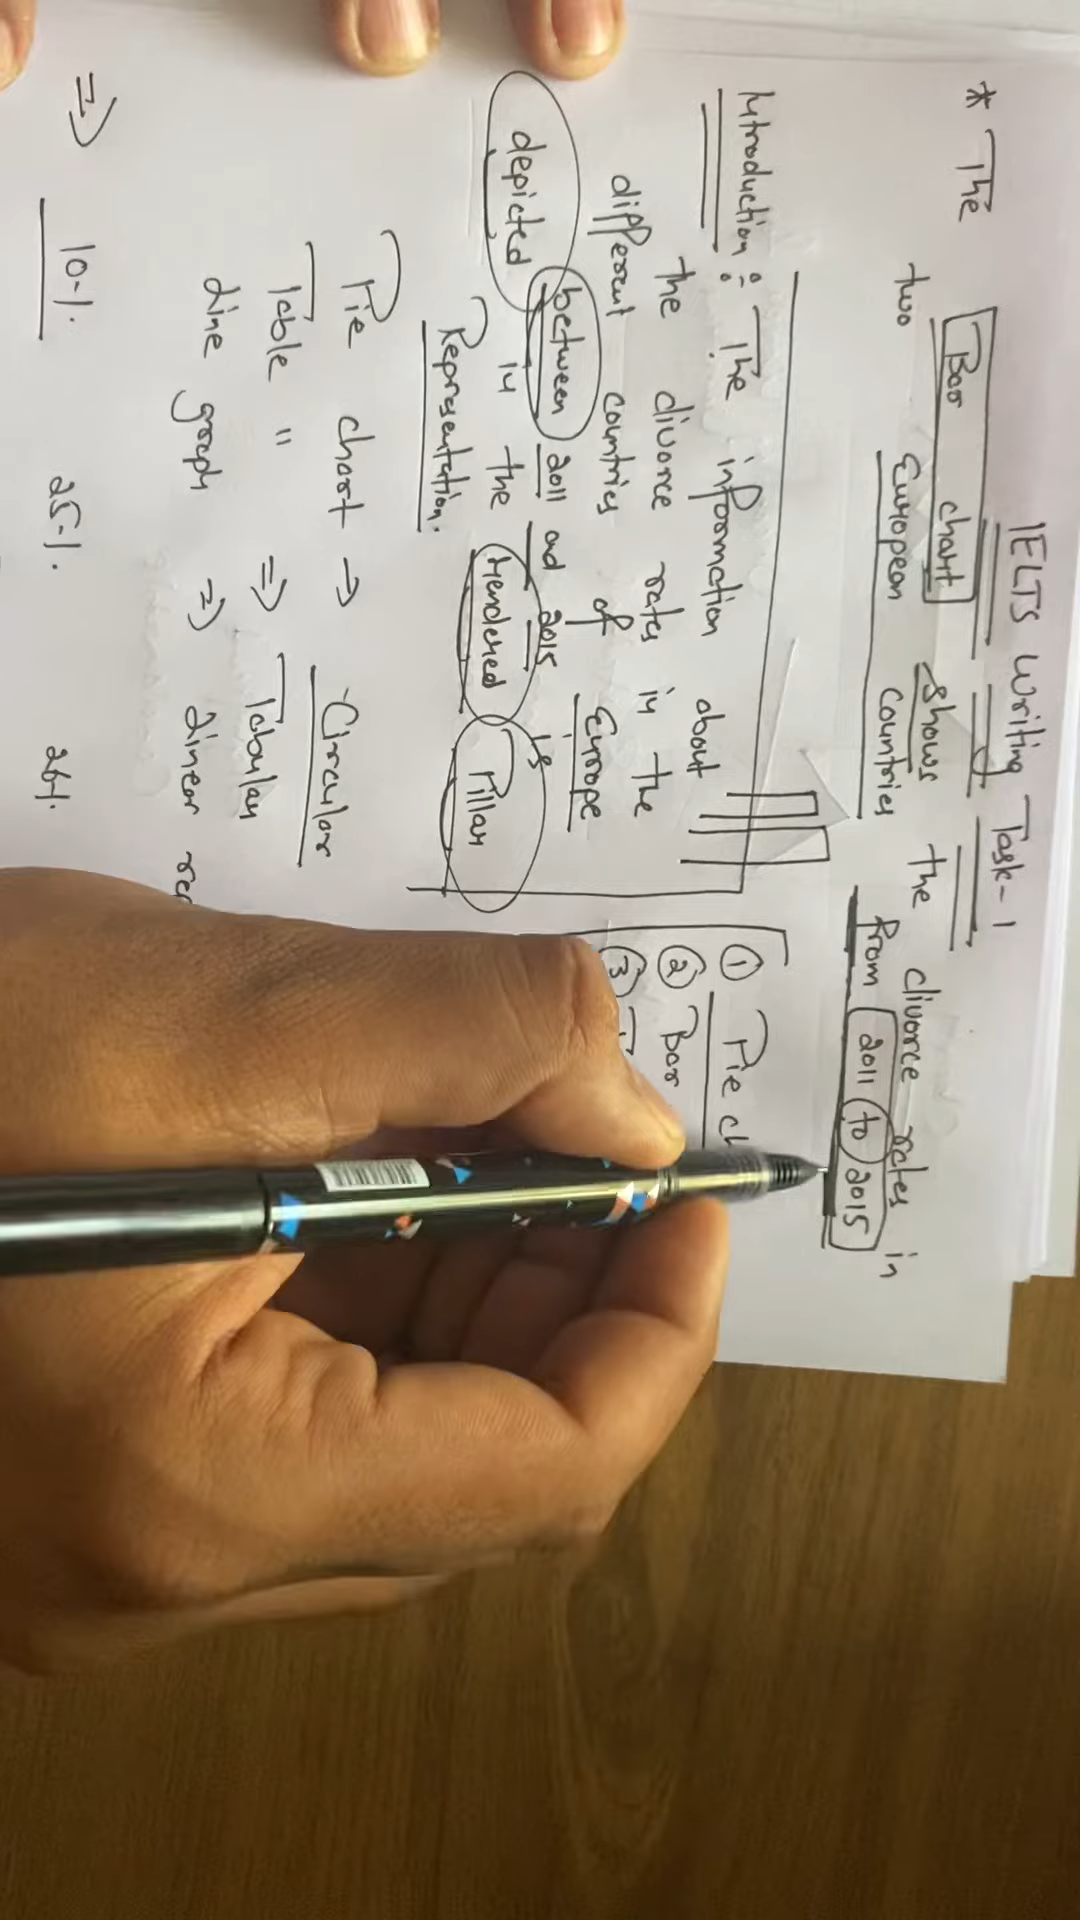 IELTS Writing Task-1
* The Bar chart shows the divorce rates in
two European countries from 2011 to 2015
Introduction : The information about
the divorce rates in the
different countries of Europe
between 2011 and 2015 is
depicted in the rendered Pillar
Representation.
① Pie ch
② Bar
③ T
Pie chart → Circular
Table " ⇒ Tabular
Line graph ⇒ Linear re
⇒ 10%. 25%. 26%.